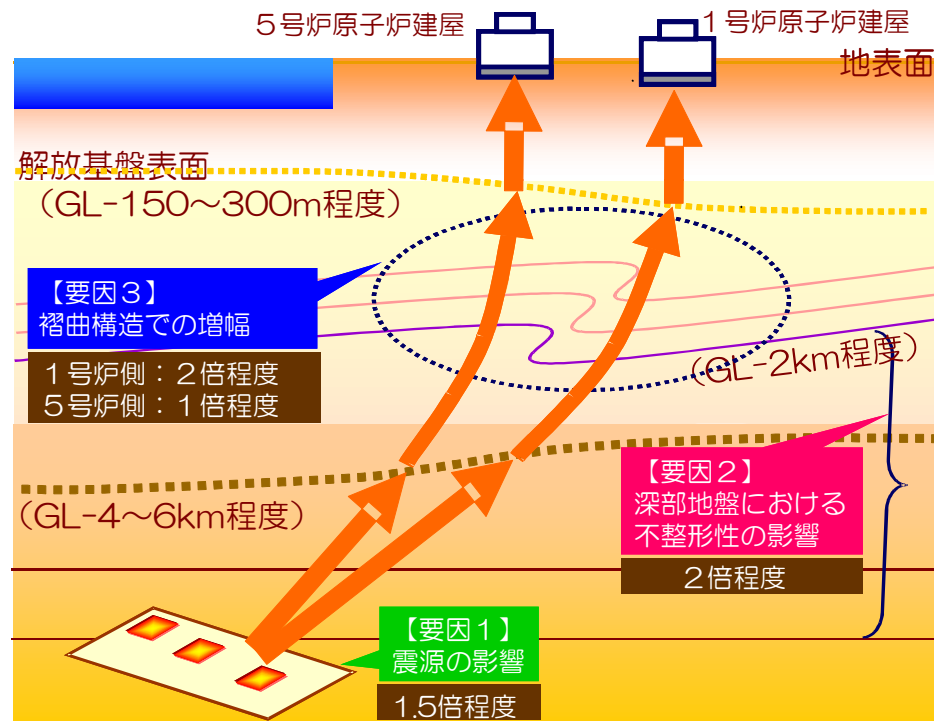 ５号炉原子炉建屋
１号炉原子炉建屋
地表面
解放基盤表面
（GL-150～300m程度）
【要因３】
褶曲構造での増幅
１号炉側：２倍程度
５号炉側：１倍程度
（GL-2km程度）
【要因２】
深部地盤における
不整形性の影響
２倍程度
（GL-4～6km程度）
【要因１】
震源の影響
1.5倍程度